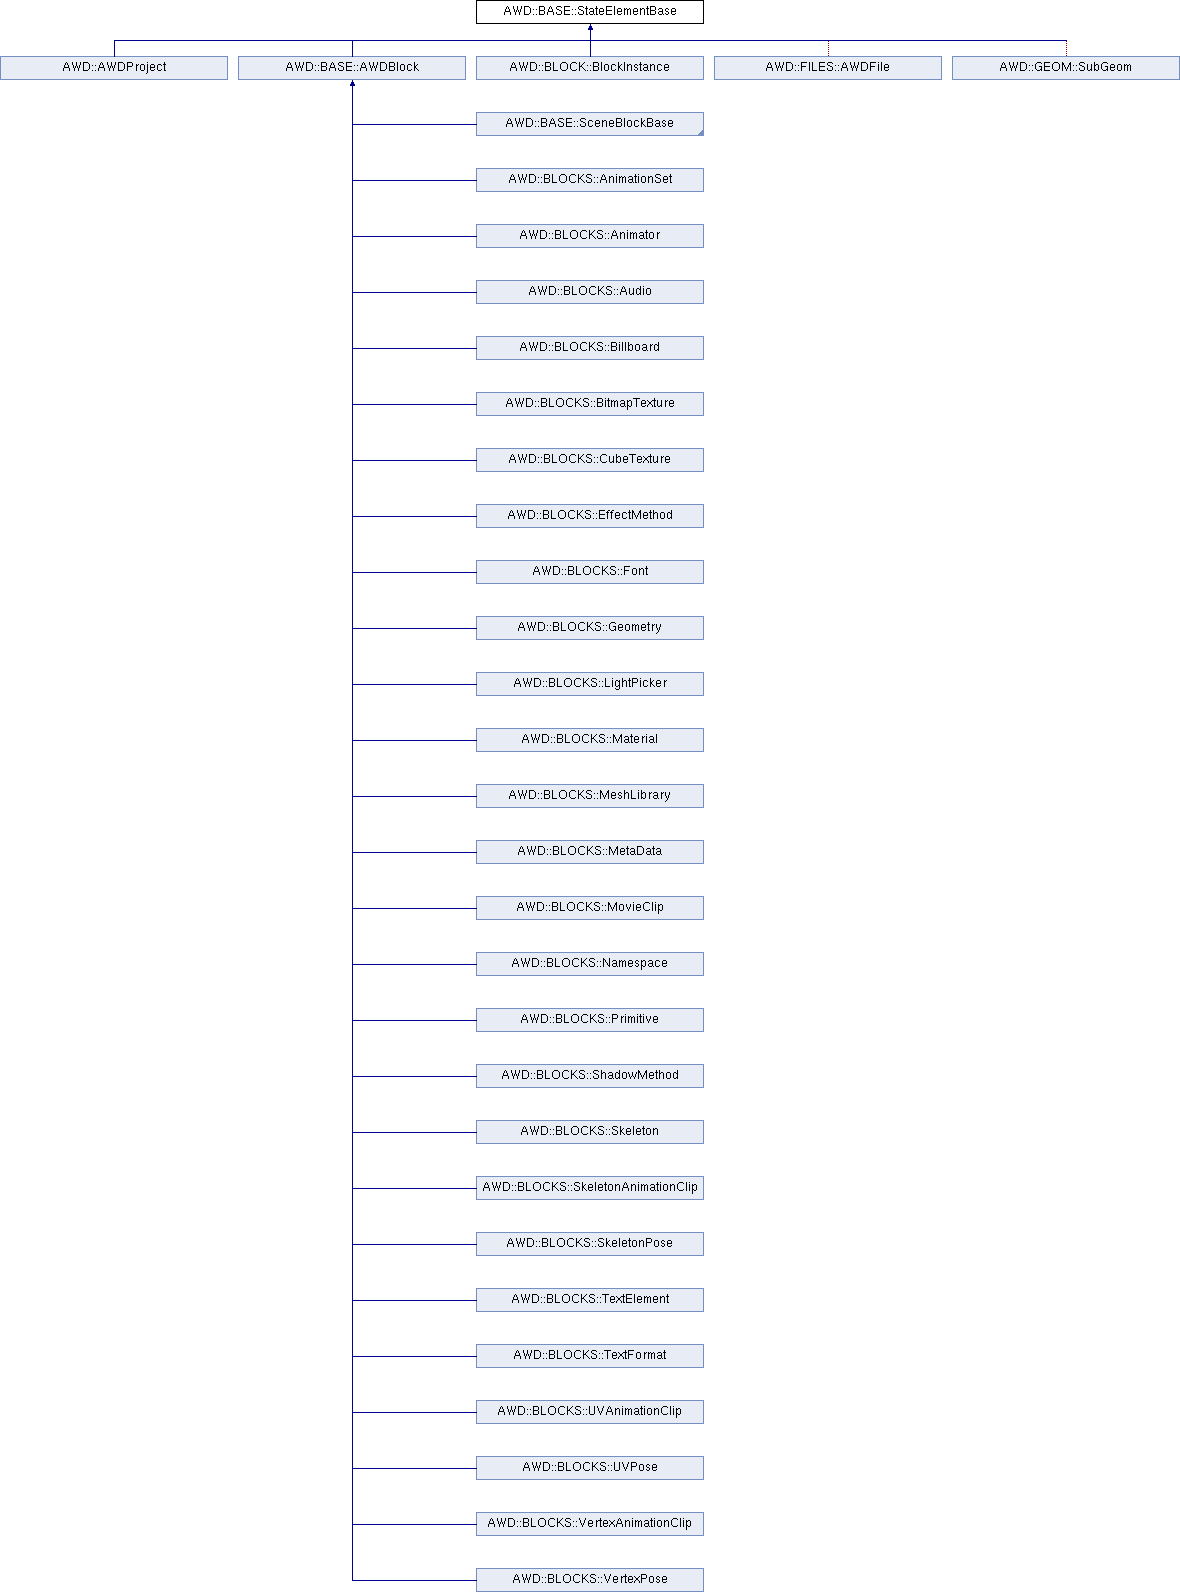 AWD::BASE::StateElementBase
AWD::AWDProject
AWD::BASE::AWDBlock
AWD::BLOCK::BlockInstance
AWD::FILES::AWDFile
AWD::GEOM::SubGeom
AWD::BASE::SceneBlockBase
AWD::BLOCKS::AnimationSet
AWD::BLOCKS::Animator
AWD::BLOCKS::Audio
AWD::BLOCKS::Billboard
AWD::BLOCKS::BitmapTexture
AWD::BLOCKS::CubeTexture
AWD::BLOCKS::EffectMethod
AWD::BLOCKS::Font
AWD::BLOCKS::Geometry
AWD::BLOCKS::LightPicker
AWD::BLOCKS::Material
AWD::BLOCKS::MeshLibrary
AWD::BLOCKS::MetaData
AWD::BLOCKS::MovieClip
AWD::BLOCKS::Namespace
AWD::BLOCKS::Primitive
AWD::BLOCKS::ShadowMethod
AWD::BLOCKS::Skeleton
AWD::BLOCKS::SkeletonAnimationClip
AWD::BLOCKS::SkeletonPose
AWD::BLOCKS::TextElement
AWD::BLOCKS::TextFormat
AWD::BLOCKS::UVAnimationClip
AWD::BLOCKS::UVPose
AWD::BLOCKS::VertexAnimationClip
AWD::BLOCKS::VertexPose